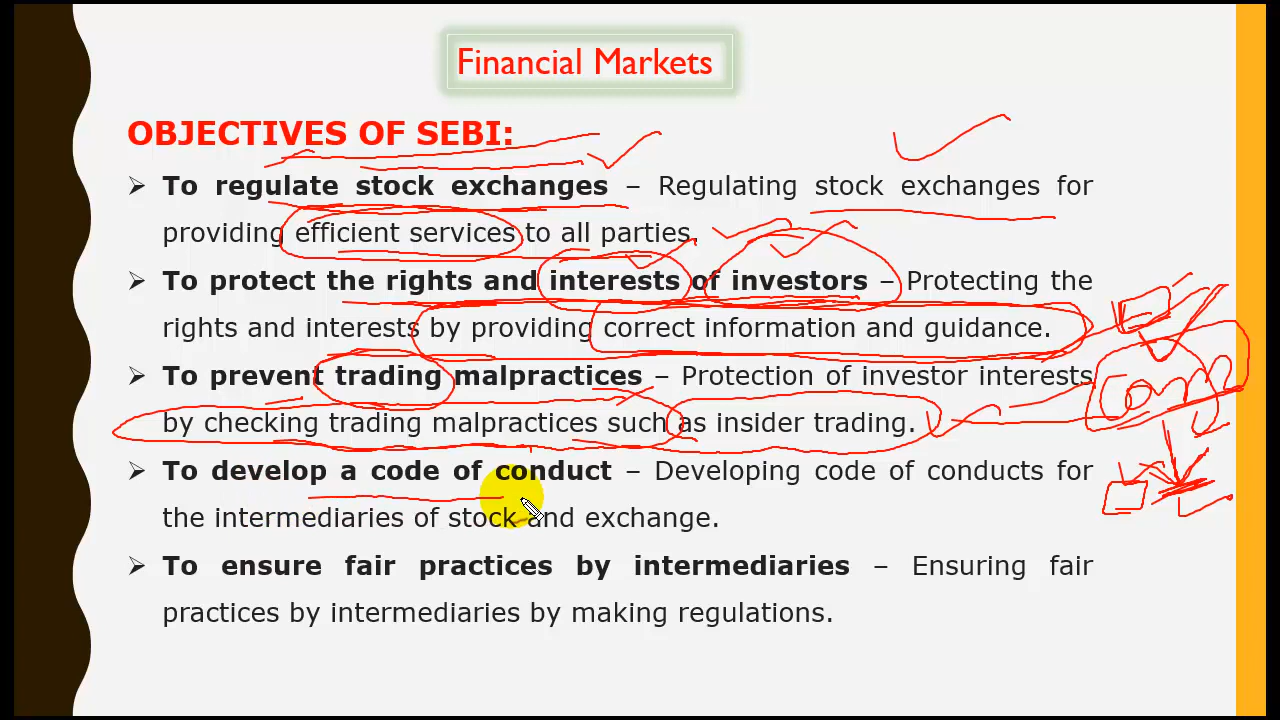 Financial Markets
OBJECTIVES OF SEBI:
➢ To regulate stock exchanges – Regulating stock exchanges for
providing efficient services to all parties.
➢ To protect the rights and interests of investors – Protecting the
rights and interests by providing correct information and guidance.
➢ To prevent trading malpractices – Protection of investor interests
by checking trading malpractices such as insider trading.
➢ To develop a code of conduct – Developing code of conducts for
the intermediaries of stock and exchange.
➢ To ensure fair practices by intermediaries – Ensuring fair
practices by intermediaries by making regulations.